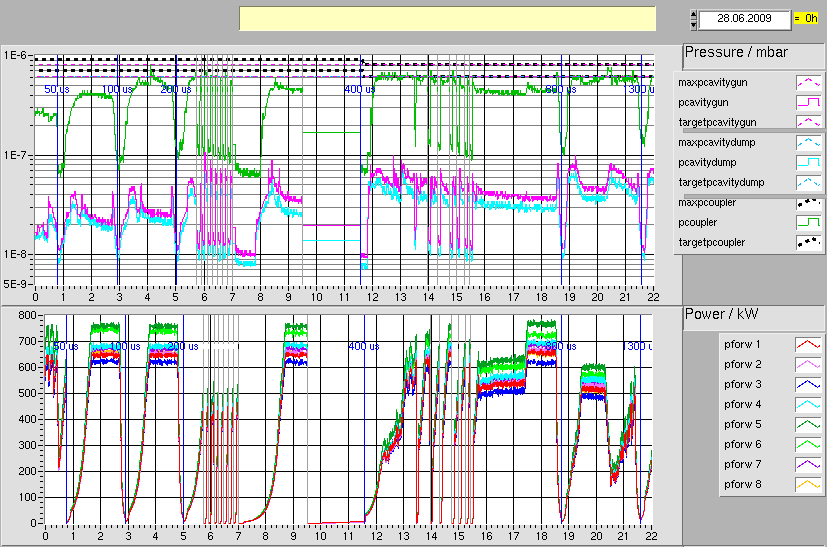 28.06.2009 = 0h
Pressure / mbar
1E-6
1E-7
1E-8
5E-9
50 us 100 us 200 us 400 us 800 us 1300 u
0 1 2 3 4 5 6 7 8 9 10 11 12 13 14 15 16 17 18 19 20 21 22
maxpcavitygun
pcavitygun
targetpcavitygun
maxpcavitydump
pcavitydump
targetpcavitydump
maxpcoupler
pcoupler
targetpcoupler
Power / kW
800
700
600
500
400
300
200
100
0
50 us 100 us 200 us 400 us 800 us 1300 u
0 1 2 3 4 5 6 7 8 9 10 11 12 13 14 15 16 17 18 19 20 21 22
pforw 1
pforw 2
pforw 3
pforw 4
pforw 5
pforw 6
pforw 7
pforw 8